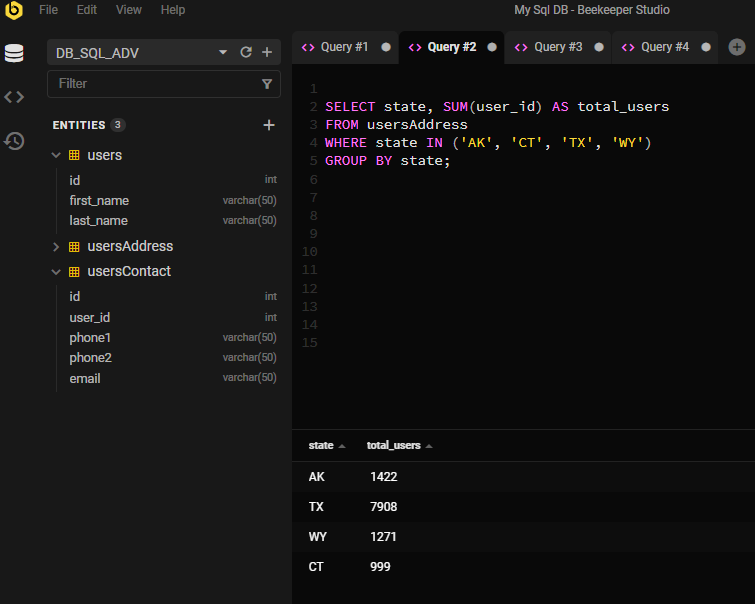 File Edit View Help My Sql DB - Beekeeper Studio
DB_SQL_ADV
Filter
ENTITIES 3
users
id int
first_name varchar(50)
last_name varchar(50)
usersAddress
usersContact
id int
user_id int
phone1 varchar(50)
phone2 varchar(50)
email varchar(50)
Query #1 Query #2 Query #3 Query #4
1
2 SELECT state, SUM(user_id) AS total_users
3 FROM usersAddress
4 WHERE state IN ('AK', 'CT', 'TX', 'WY')
5 GROUP BY state;
6
7
8
9
10
11
12
13
14
15
state total_users
AK 1422
TX 7908
WY 1271
CT 999